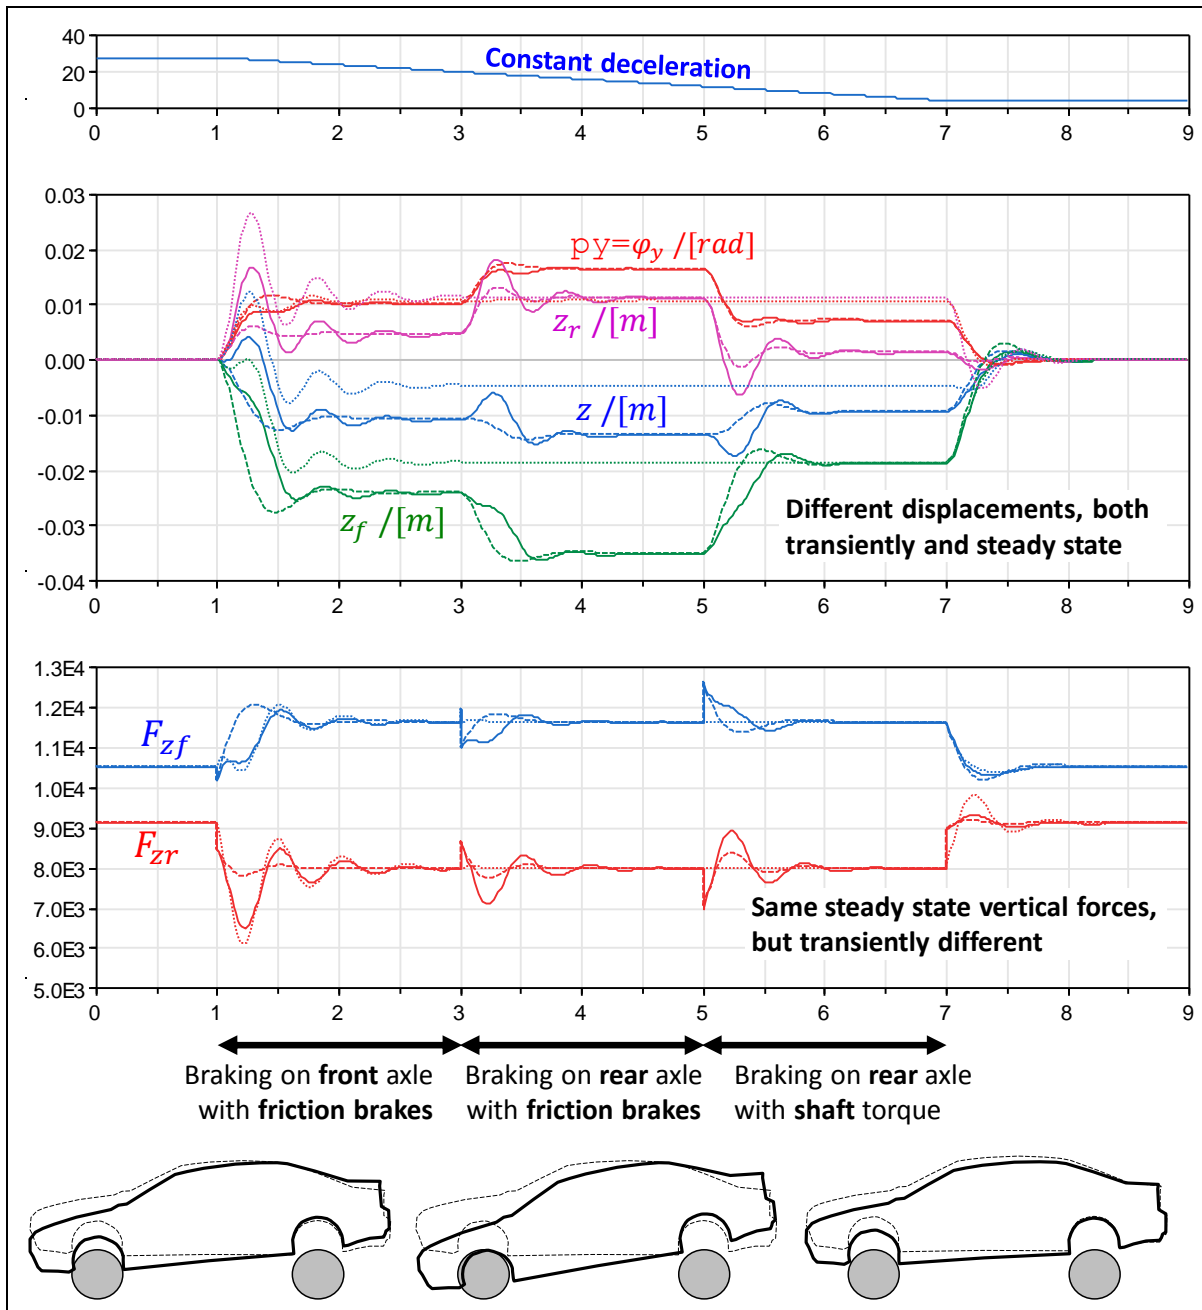 40
Constant deceleration
20
0
0 1 2 3 4 5 6 7 8 9
0.03
0.02
py=φ_y /[rad]
0.01
z_r /[m]
0.00
-0.01
z /[m]
-0.02
z_f /[m]
-0.03
-0.04
Different displacements, both
transiently and steady state
0 1 2 3 4 5 6 7 8 9
1.3E4
1.2E4
F_zf
1.1E4
1.0E4
9.0E3
F_zr
8.0E3
7.0E3
6.0E3
5.0E3
Same steady state vertical forces,
but transiently different
0 1 2 3 4 5 6 7 8 9
Braking on front axle
with friction brakes
Braking on rear axle
with friction brakes
Braking on rear axle
with shaft torque